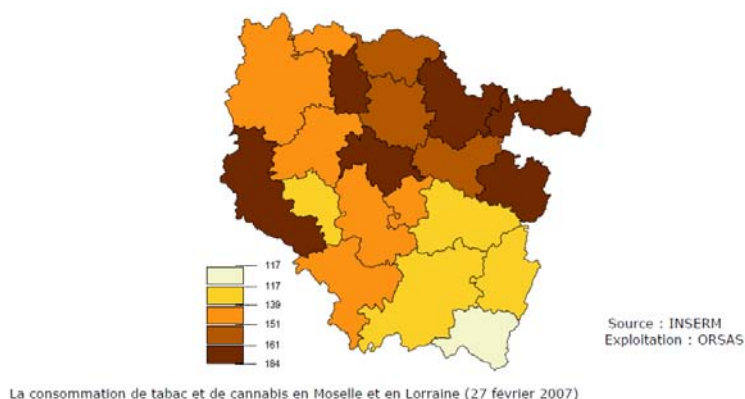 117
117
139
151
161
184
Source : INSERM
Exploitation : ORSAS
La consommation de tabac et de cannabis en Moselle et en Lorraine (27 février 2007)